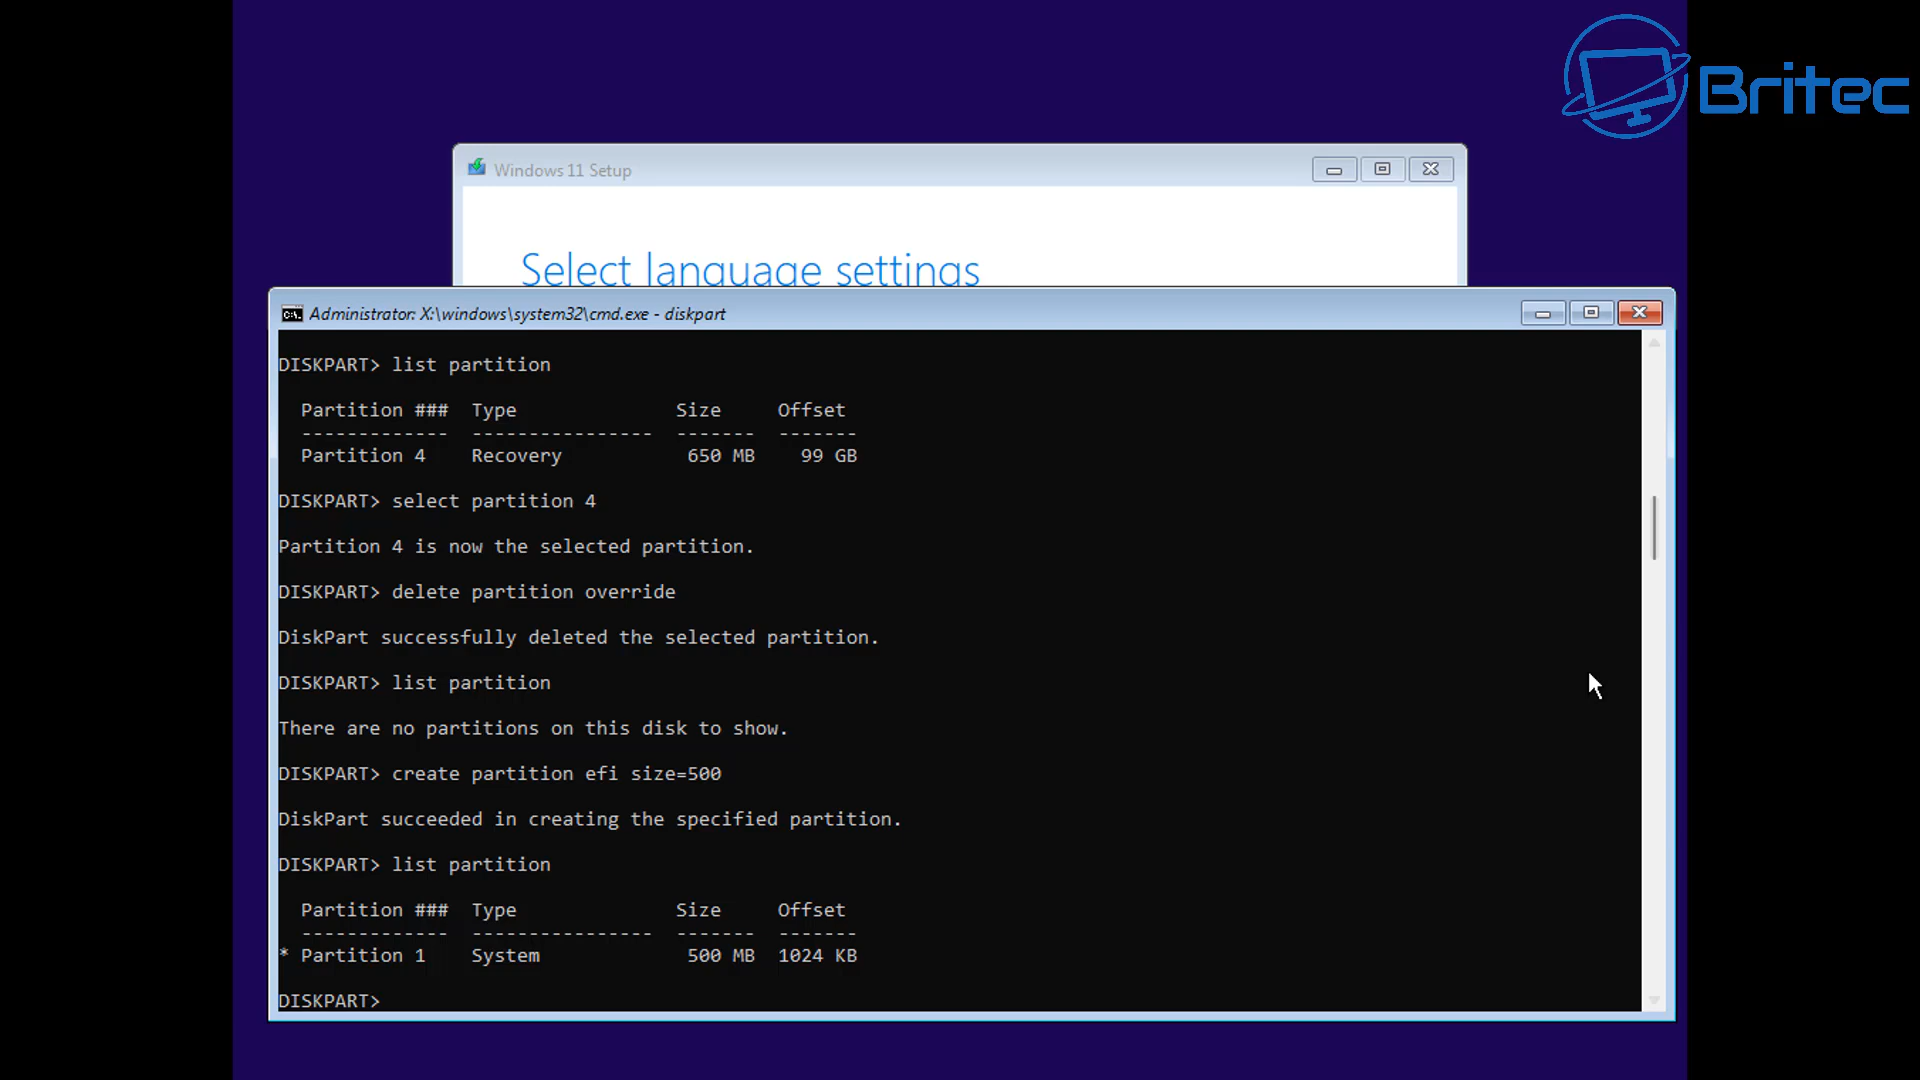 Britec
Windows 11 Setup
Select language settings
Administrator: X:\windows\system32\cmd.exe - diskpart
DISKPART> list partition
Partition ###  Type              Size     Offset
-------------  ----------------  -------  -------
Partition 4    Recovery           650 MB    99 GB
DISKPART> select partition 4
Partition 4 is now the selected partition.
DISKPART> delete partition override
DiskPart successfully deleted the selected partition.
DISKPART> list partition
There are no partitions on this disk to show.
DISKPART> create partition efi size=500
DiskPart succeeded in creating the specified partition.
DISKPART> list partition
Partition ###  Type              Size     Offset
-------------  ----------------  -------  -------
* Partition 1    System             500 MB  1024 KB
DISKPART>